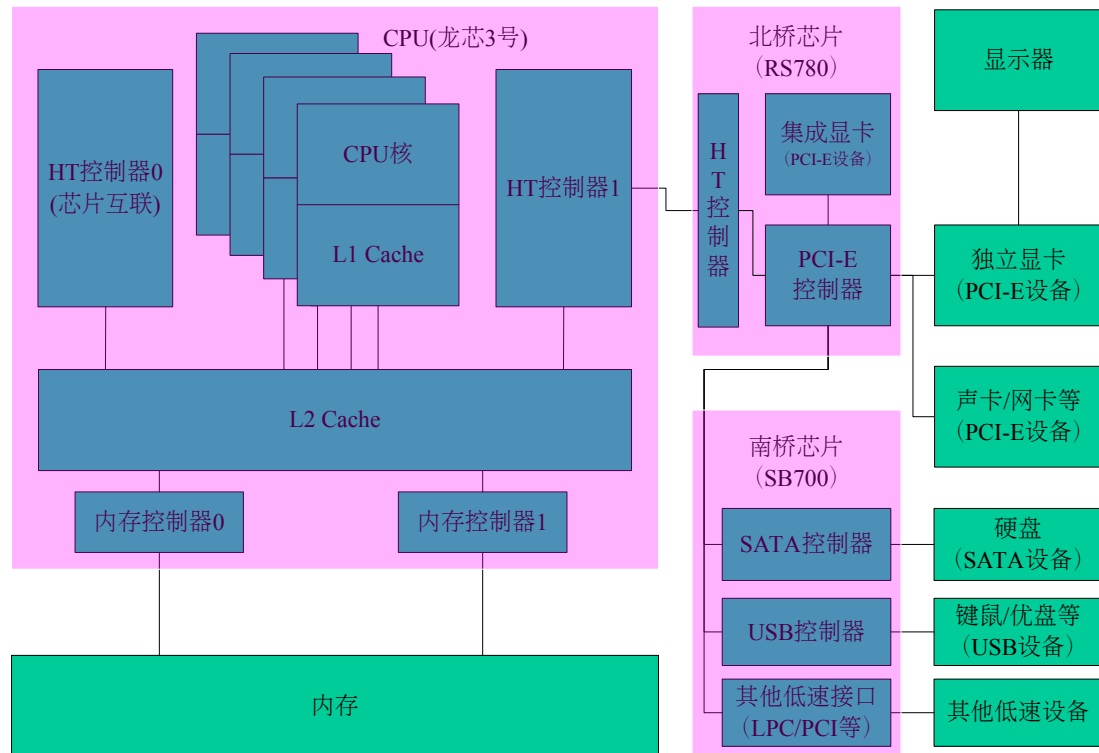 CPU(龙芯3号)
HT控制器0
(芯片互联)
CPU核
L1 Cache
HT控制器1
L2 Cache
内存控制器0
内存控制器1
内存
北桥芯片
（RS780）
HT控制器
集成显卡
（PCI-E设备）
PCI-E
控制器
南桥芯片
（SB700）
SATA控制器
USB控制器
其他低速接口
（LPC/PCI等）
显示器
独立显卡
（PCI-E设备）
声卡/网卡等
（PCI-E设备）
硬盘
（SATA设备）
键鼠/优盘等
（USB设备）
其他低速设备